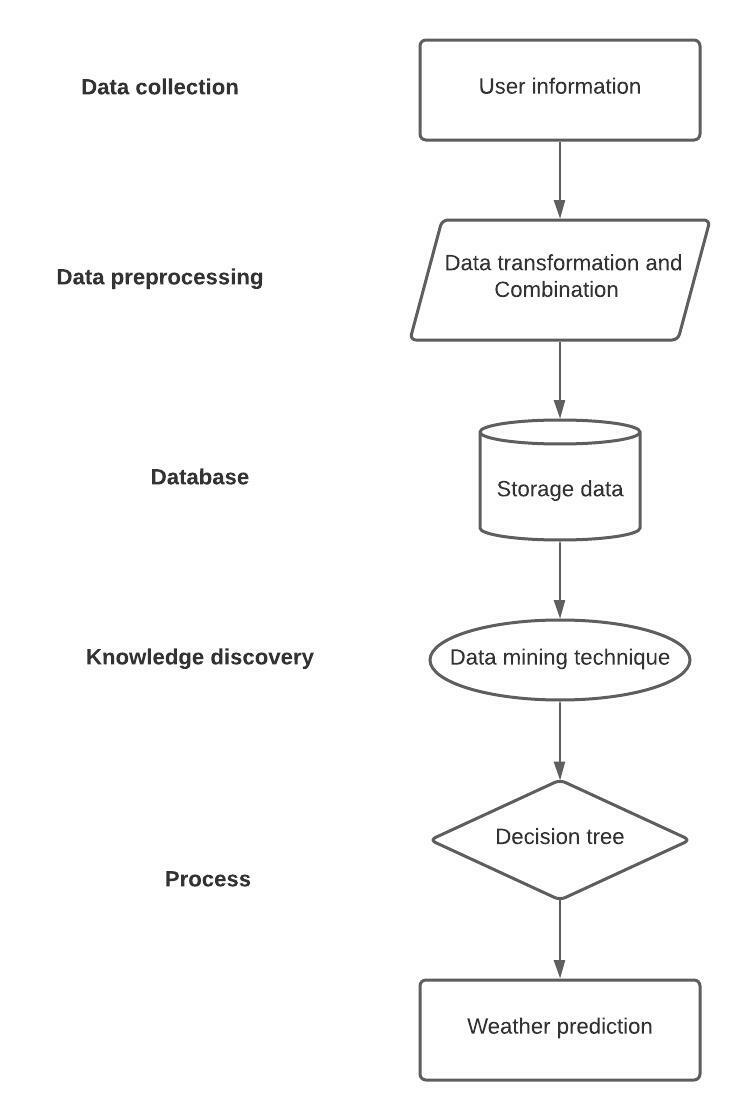 Data collection
User information
Data preprocessing
Data transformation and
Combination
Database
Storage data
Knowledge discovery
Data mining technique
Decision tree
Process
Weather prediction